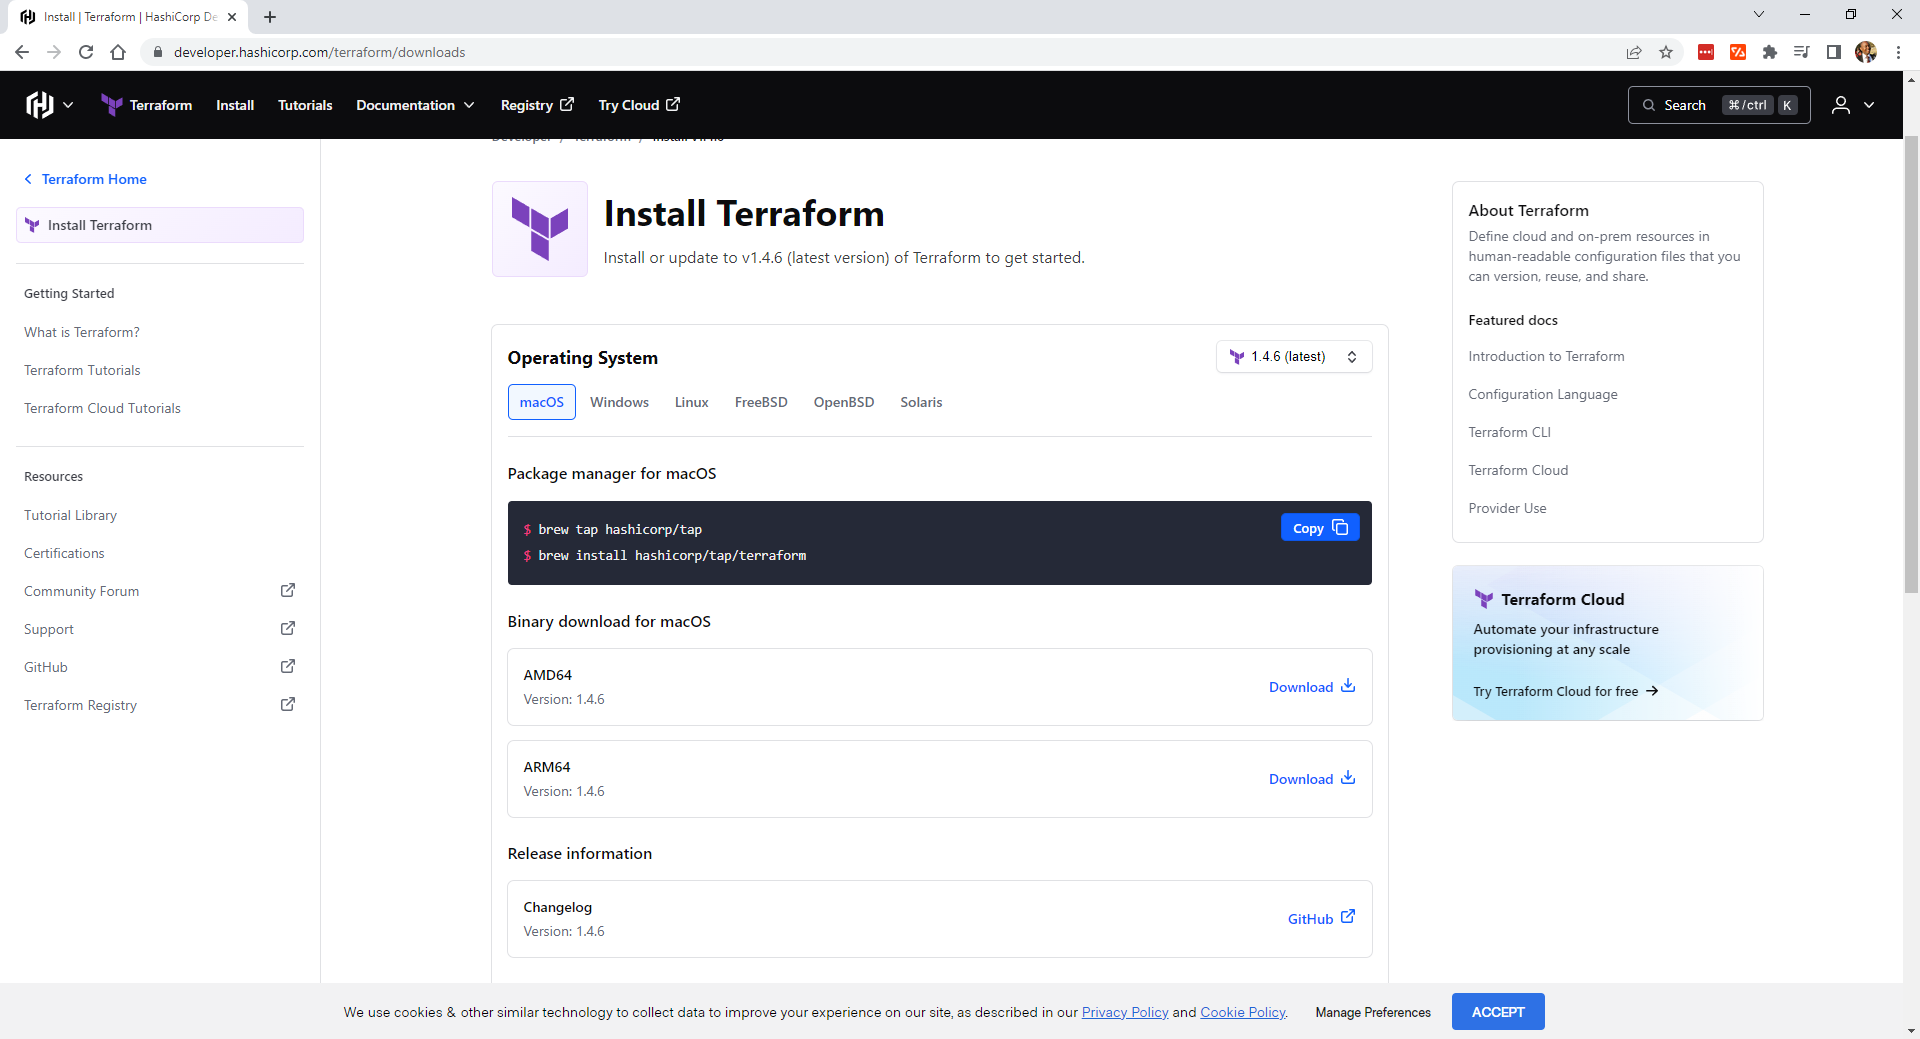 Install | Terraform | HashiCorp De
developer.hashicorp.com/terraform/downloads
Terraform
Install
Tutorials
Documentation
Registry
Try Cloud
Search
⌘/ctrl
K
Developer / Terraform / Install v1.4.6
Terraform Home
Install Terraform
Getting Started
What is Terraform?
Terraform Tutorials
Terraform Cloud Tutorials
Resources
Tutorial Library
Certifications
Community Forum
Support
GitHub
Terraform Registry
Install Terraform
Install or update to v1.4.6 (latest version) of Terraform to get started.
Operating System
1.4.6 (latest)
macOS
Windows
Linux
FreeBSD
OpenBSD
Solaris
Package manager for macOS
$ brew tap hashicorp/tap
$ brew install hashicorp/tap/terraform
Copy
Binary download for macOS
AMD64
Version: 1.4.6
Download
ARM64
Version: 1.4.6
Download
Release information
Changelog
Version: 1.4.6
GitHub
About Terraform
Define cloud and on-prem resources in
human-readable configuration files that you
can version, reuse, and share.
Featured docs
Introduction to Terraform
Configuration Language
Terraform CLI
Terraform Cloud
Provider Use
Terraform Cloud
Automate your infrastructure
provisioning at any scale
Try Terraform Cloud for free →
We use cookies & other similar technology to collect data to improve your experience on our site, as described in our Privacy Policy and Cookie Policy.
Manage Preferences
ACCEPT